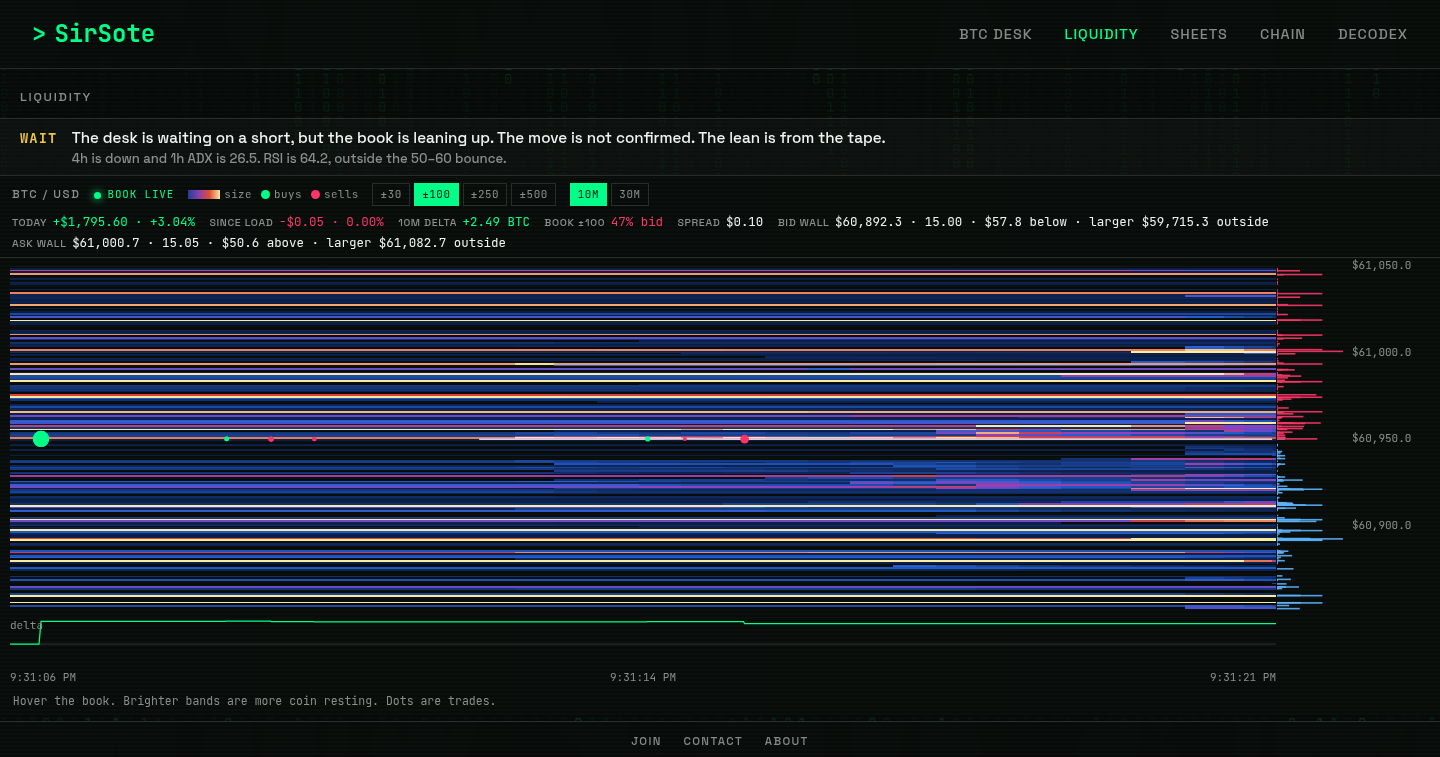 > SirSote
BTC DESK LIQUIDITY SHEETS CHAIN DECODEX
LIQUIDITY
WAIT The desk is waiting on a short, but the book is leaning up. The move is not confirmed. The lean is from the tape.
4h is down and 1h ADX is 26.5. RSI is 64.2, outside the 50–60 bounce.
BTC / USD BOOK LIVE size buys sells ±30 ±100 ±250 ±500 10M 30M
TODAY +$1,795.60 · +3.04% SINCE LOAD -$0.05 · 0.00% 10M DELTA +2.49 BTC BOOK ±100 47% bid SPREAD $0.10 BID WALL $60,892.3 · 15.00 · $57.8 below · larger $59,715.3 outside
ASK WALL $61,000.7 · 15.05 · $50.6 above · larger $61,082.7 outside
$61,050.0
$61,000.0
$60,950.0
$60,900.0
delta
9:31:06 PM 9:31:14 PM 9:31:21 PM
Hover the book. Brighter bands are more coin resting. Dots are trades.
JOIN CONTACT ABOUT